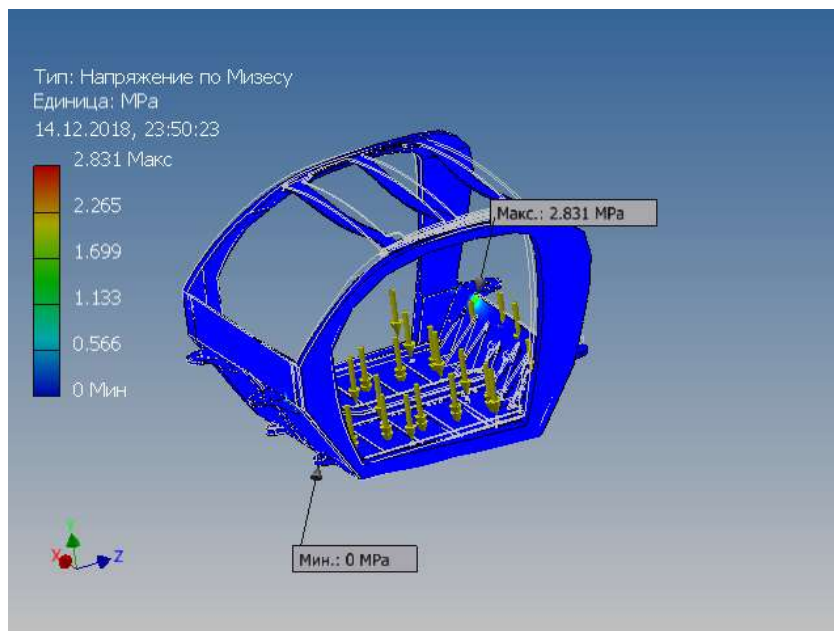 Тип: Напряжение по Мизесу
Единица: MPa
14.12.2018, 23:50:23
2.831 Макс
2.265
1.699
1.133
0.566
0 Мин
Макс.: 2.831 MPa
Мин.: 0 MPa
Y
X
Z